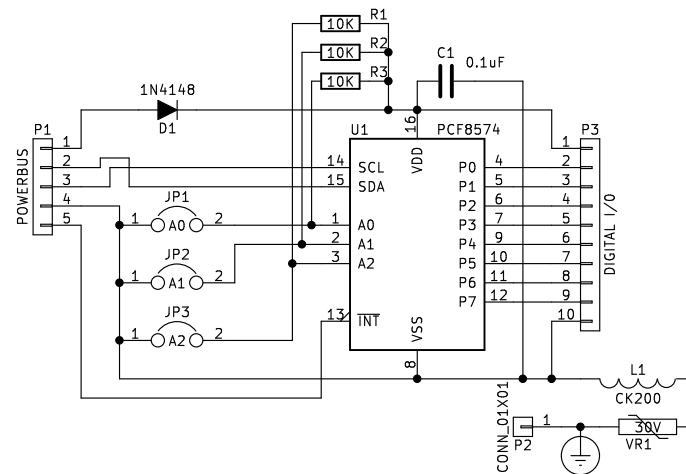 R1
10K
R2
10K
R3
10K
C1
0.1uF
1N4148
D1
P1
POWERBUS
1
2
3
4
5
U1
PCF8574
16
VDD
14 SCL
15 SDA
1 A0
2 A1
3 A2
13 INT
VSS
8
P0 4
P1 5
P2 6
P3 7
P4 9
P5 10
P6 11
P7 12
P3
DIGITAL I/O
1
2
3
4
5
6
7
8
9
10
JP1
1 A0 2
JP2
1 A1 2
JP3
1 A2 2
L1
CK200
CONN_01X01
P2
1
30V
VR1